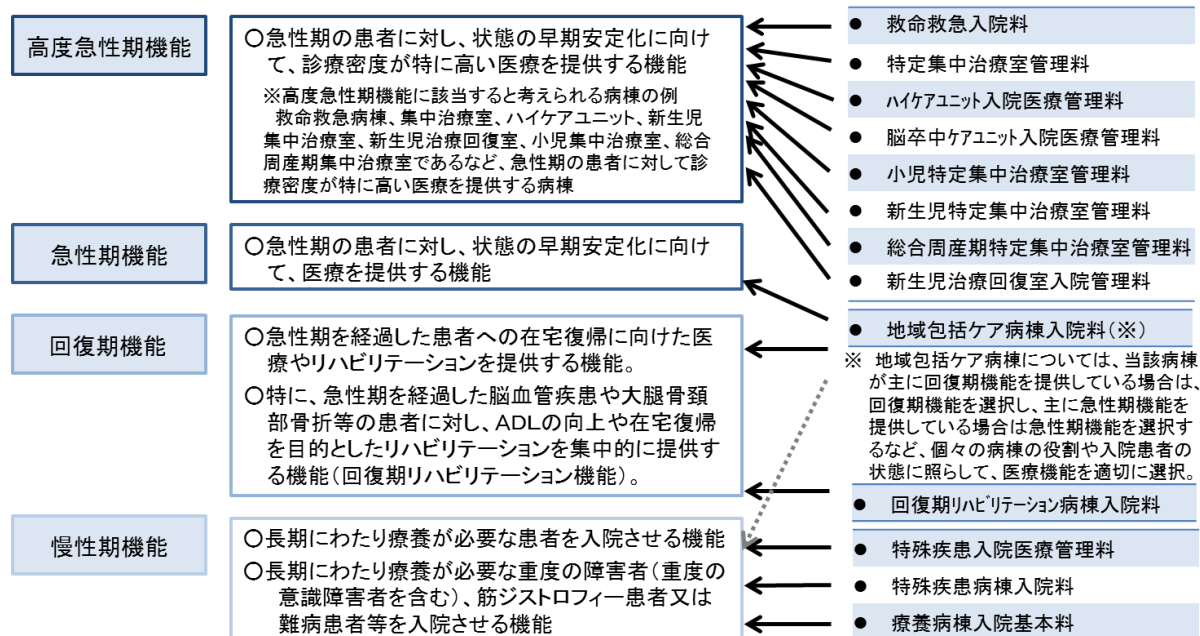 高度急性期機能
○急性期の患者に対し、状態の早期安定化に向け
て、診療密度が特に高い医療を提供する機能
※高度急性期機能に該当すると考えられる病棟の例
救命救急病棟、集中治療室、ハイケアユニット、新生児
集中治療室、新生児治療回復室、小児集中治療室、総合
周産期集中治療室であるなど、急性期の患者に対して診
療密度が特に高い医療を提供する病棟
急性期機能
○急性期の患者に対し、状態の早期安定化に向け
て、医療を提供する機能
回復期機能
○急性期を経過した患者への在宅復帰に向けた医
療やリハビリテーションを提供する機能。
○特に、急性期を経過した脳血管疾患や大腿骨頚
部骨折等の患者に対し、ADLの向上や在宅復帰
を目的としたリハビリテーションを集中的に提供す
る機能（回復期リハビリテーション機能）。
慢性期機能
○長期にわたり療養が必要な患者を入院させる機能
○長期にわたり療養が必要な重度の障害者（重度の
意識障害者を含む）、筋ジストロフィー患者又は
難病患者等を入院させる機能
● 救命救急入院料
● 特定集中治療室管理料
● ﾊｲｹｱﾕﾆｯﾄ入院医療管理料
● 脳卒中ｹｱﾕﾆｯﾄ入院医療管理料
● 小児特定集中治療室管理料
● 新生児特定集中治療室管理料
● 総合周産期特定集中治療室管理料
● 新生児治療回復室入院管理料
● 地域包括ケア病棟入院料（※）
※ 地域包括ケア病棟については、当該病棟
が主に回復期機能を提供している場合は、
回復期機能を選択し、主に急性期機能を
提供している場合は急性期機能を選択す
るなど、個々の病棟の役割や入院患者の
状態に照らして、医療機能を適切に選択。
● 回復期ﾘﾊﾋﾞﾘﾃｰｼｮﾝ病棟入院料
● 特殊疾患入院医療管理料
● 特殊疾患病棟入院料
● 療養病棟入院基本料